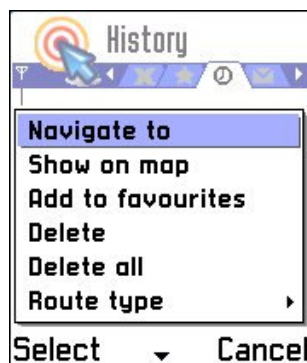 History
Navigate to
Show on map
Add to favourites
Delete
Delete all
Route type
Select Cancel